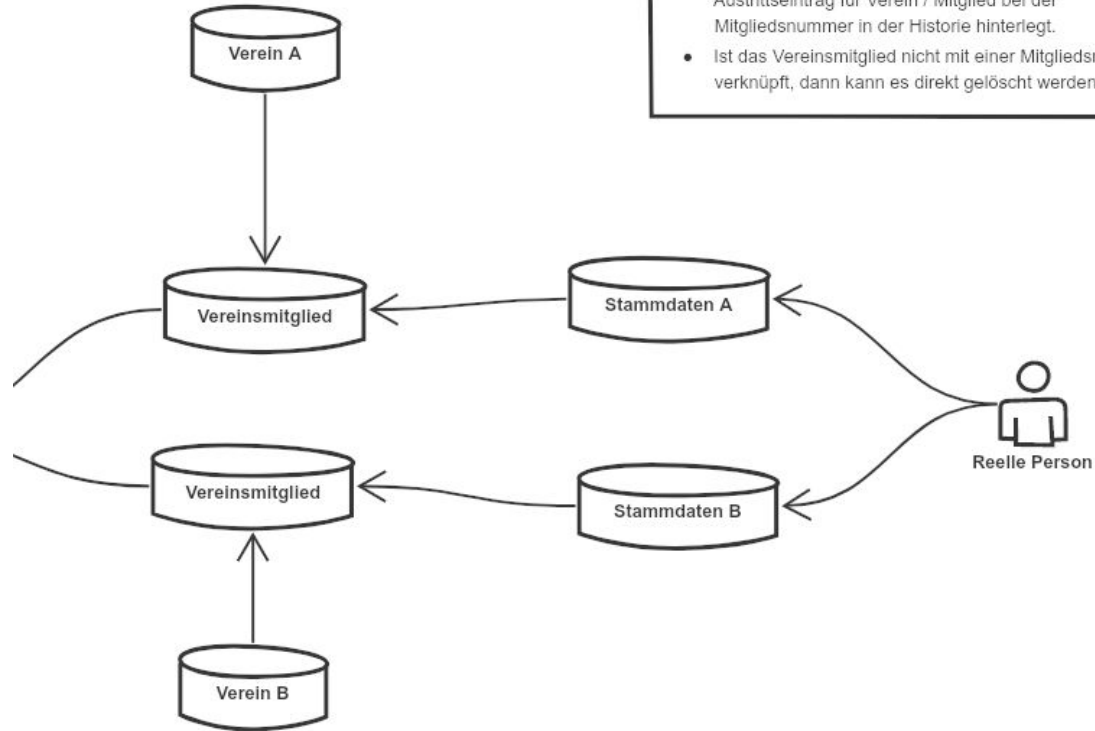 Austrittseintrag für Verein / Mitglied bei der
Mitgliedsnummer in der Historie hinterlegt.
• Ist das Vereinsmitglied nicht mit einer
verknüpft, dann kann es direkt gelöscht werden
Verein A
Vereinsmitglied
Stammdaten A
Reelle Person
Vereinsmitglied
Stammdaten B
Verein B